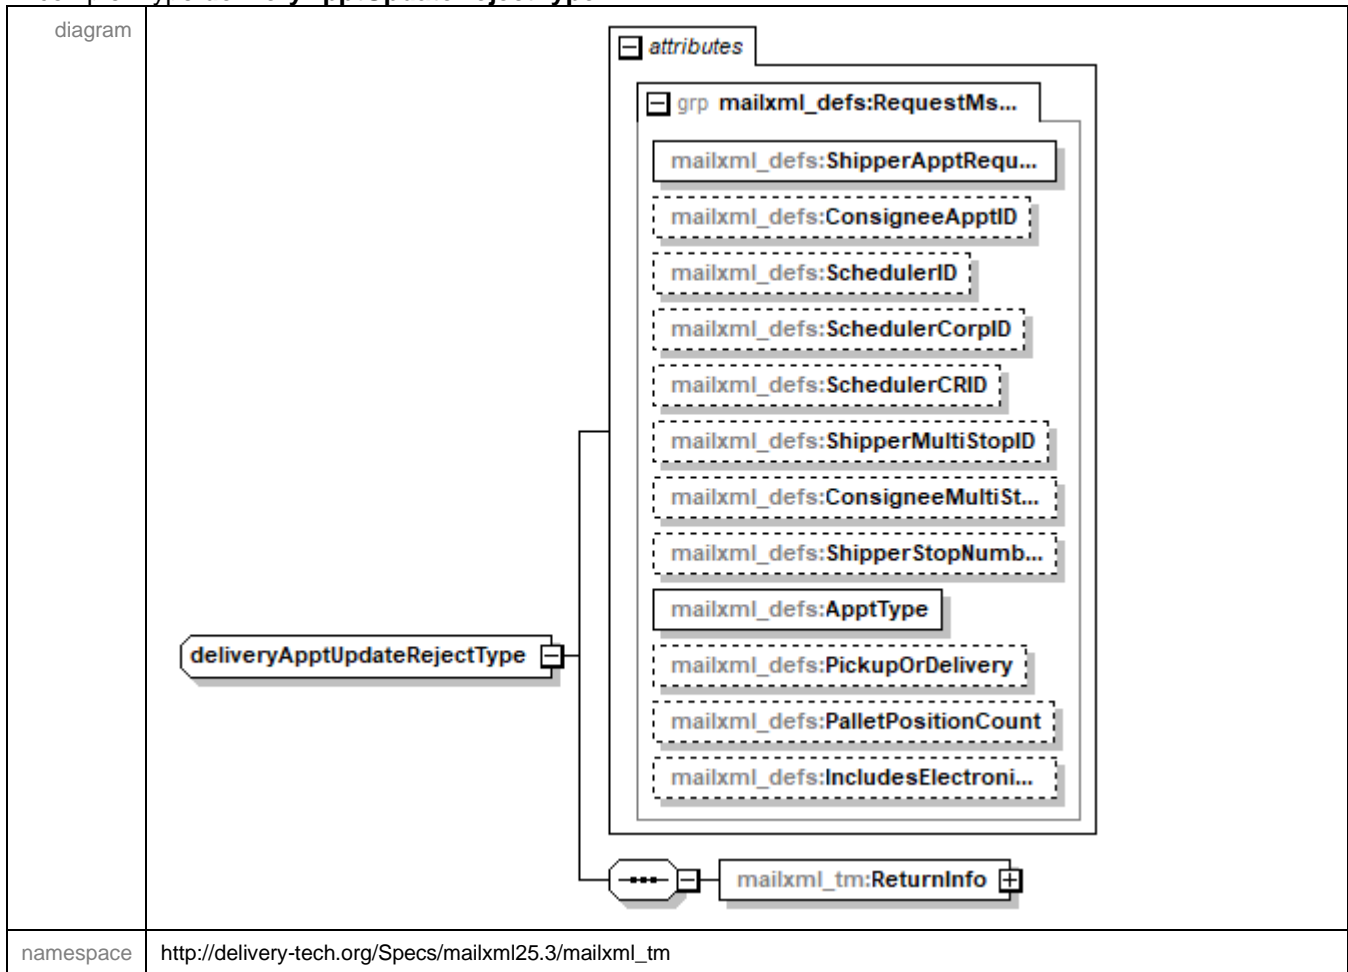 diagram
attributes
grp mailxml_defs:RequestMs...
mailxml_defs:ShipperApptRequ...
mailxml_defs:ConsigneeApptID
mailxml_defs:SchedulerID
mailxml_defs:SchedulerCorpID
mailxml_defs:SchedulerCRID
mailxml_defs:ShipperMultiStopID
mailxml_defs:ConsigneeMultiSt...
mailxml_defs:ShipperStopNumb...
mailxml_defs:ApptType
deliveryApptUpdateRejectType
mailxml_defs:PickupOrDelivery
mailxml_defs:PalletPositionCount
mailxml_defs:IncludesElectroni...
mailxml_tm:ReturnInfo
namespace http://delivery-tech.org/Specs/mailxml25.3/mailxml_tm